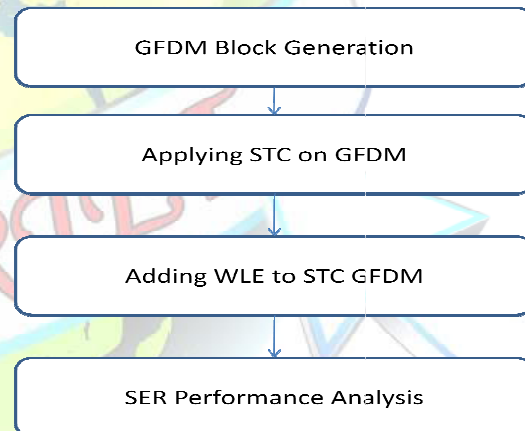 GFDM Block Generation
Applying STC on GFDM
Adding WLE to STC GFDM
SER Performance Analysis